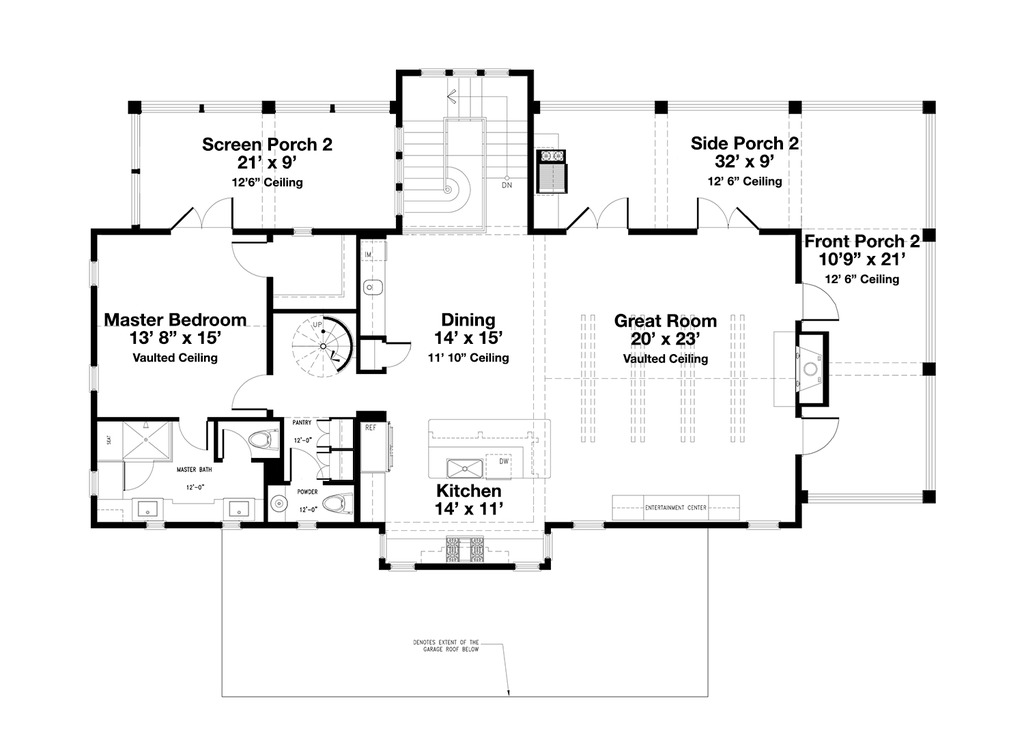 Screen Porch 2
21’ x 9’
12’6” Ceiling
DN
Side Porch 2
32’ x 9’
12’ 6” Ceiling
Front Porch 2
10’9” x 21’
12’ 6” Ceiling
IM
Master Bedroom
13’ 8” x 15’
Vaulted Ceiling
UP
Dining
14’ x 15’
11’ 10” Ceiling
Great Room
20’ x 23’
Vaulted Ceiling
SEAT
PANTRY
12'-0"
REF
MASTER BATH
12'-0"
POWDER
12'-0"
DW
Kitchen
14’ x 11’
ENTERTAINMENT CENTER
DENOTES EXTENT OF THE
GARAGE ROOF BELOW